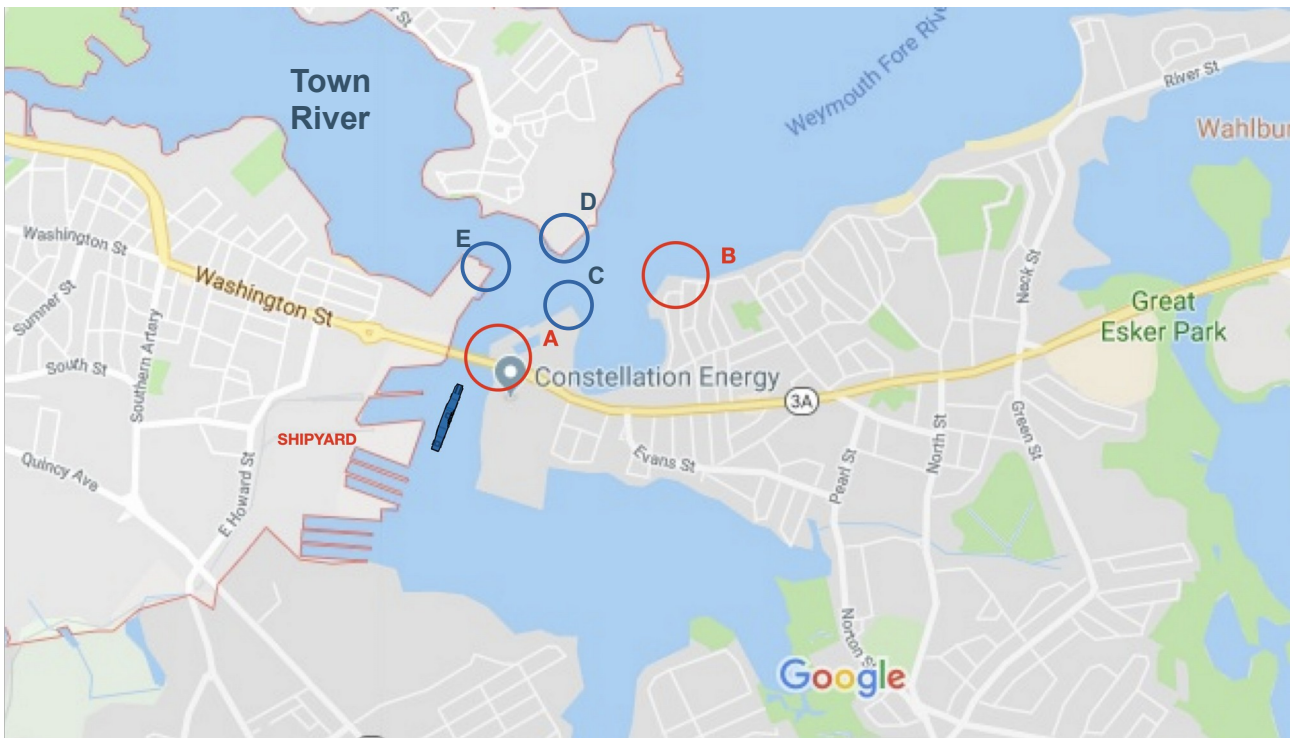 Town
River
Weymouth Fore Rive
River St
Wahlbur
D
E
B
C
A
Washington St
Washington St
Sumner St
South St
Southern Artery
Quincy Ave
E Howard St
SHIPYARD
Constellation Energy
3A
Evans St
Pearl St
North St
Green St
Neck St
Great
Esker Park
Norton St
Google